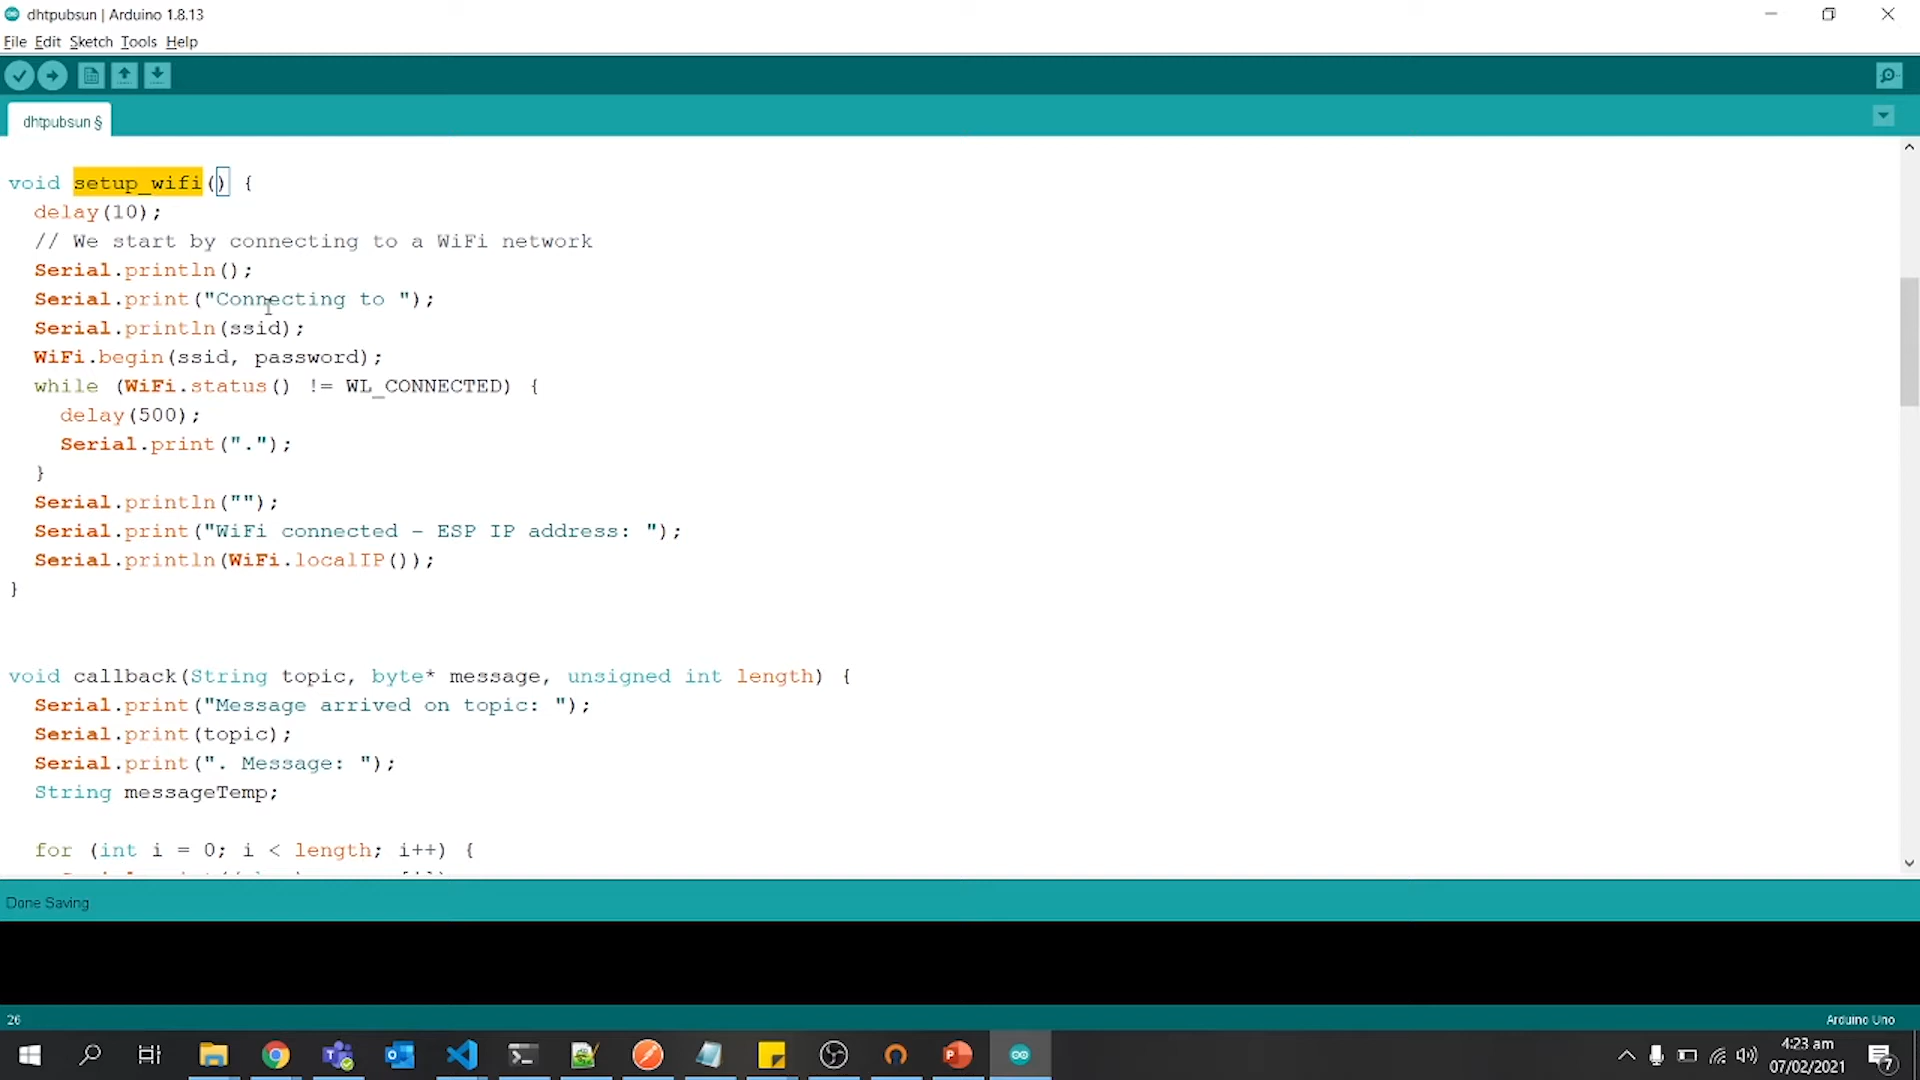 dhtpubsun | Arduino 1.8.13
File Edit Sketch Tools Help
dhtpubsun §
void setup_wifi() {
delay(10);
// We start by connecting to a WiFi network
Serial.println();
Serial.print("Connecting to ");
Serial.println(ssid);
WiFi.begin(ssid, password);
while (WiFi.status() != WL_CONNECTED) {
delay(500);
Serial.print(".");
}
Serial.println("");
Serial.print("WiFi connected - ESP IP address: ");
Serial.println(WiFi.localIP());
}
void callback(String topic, byte* message, unsigned int length) {
Serial.print("Message arrived on topic: ");
Serial.print(topic);
Serial.print(". Message: ");
String messageTemp;
for (int i = 0; i < length; i++) {
Done Saving
26
Arduino Uno
4:23 am
07/02/2021
7